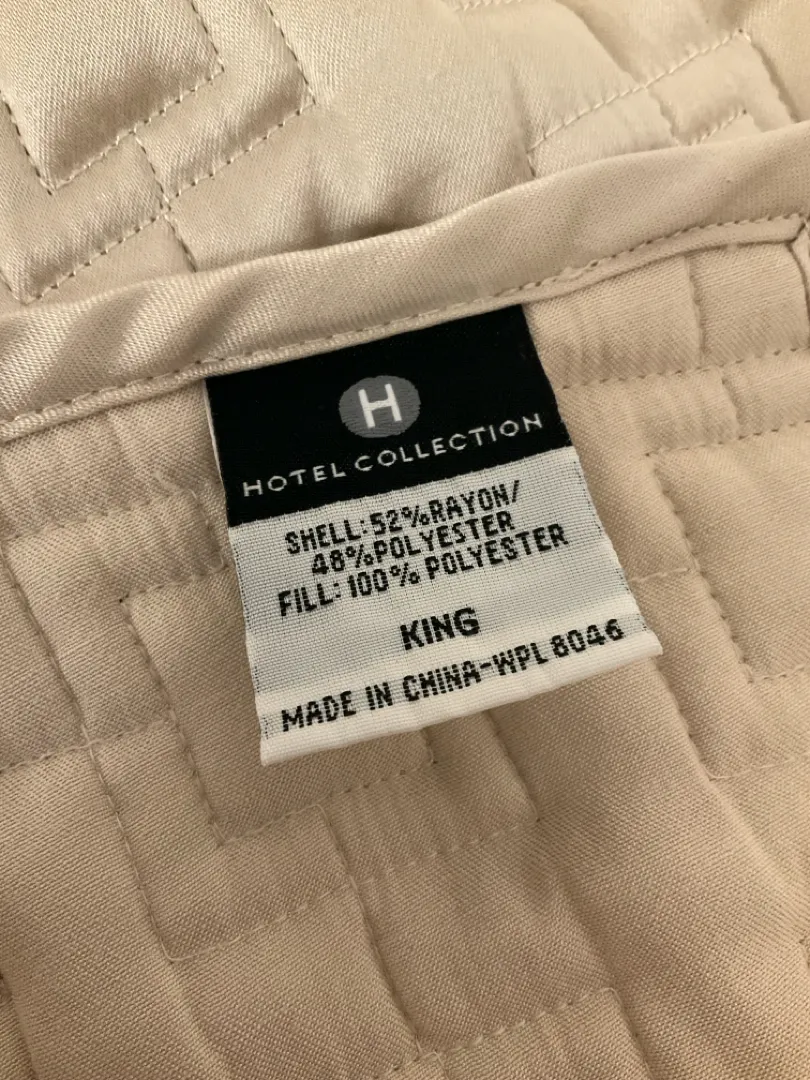 H
HOTEL COLLECTION
SHELL: 52%RAYON/
48%POLYESTER
FILL: 100% POLYESTER
KING
MADE IN CHINA-WPL 8046